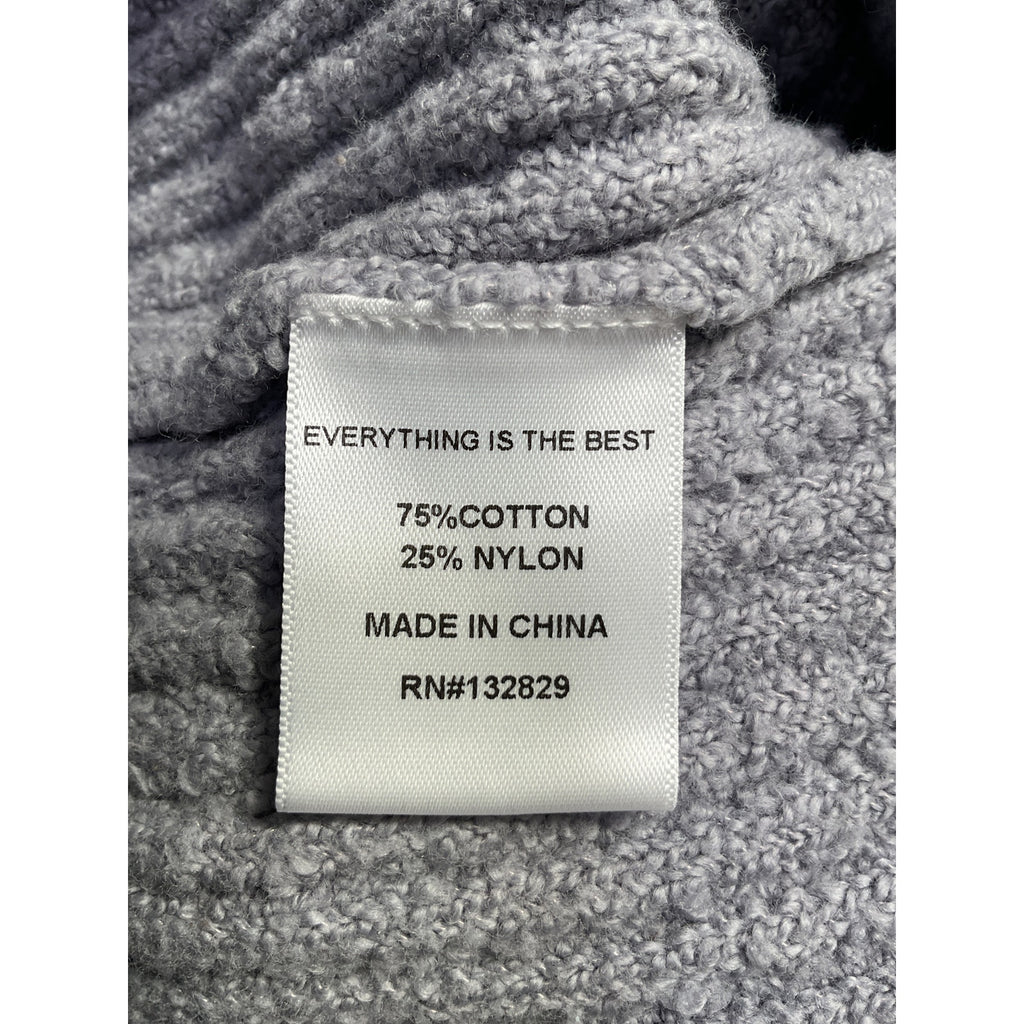 EVERYTHING IS THE BEST
75%COTTON
25% NYLON
MADE IN CHINA
RN#132829